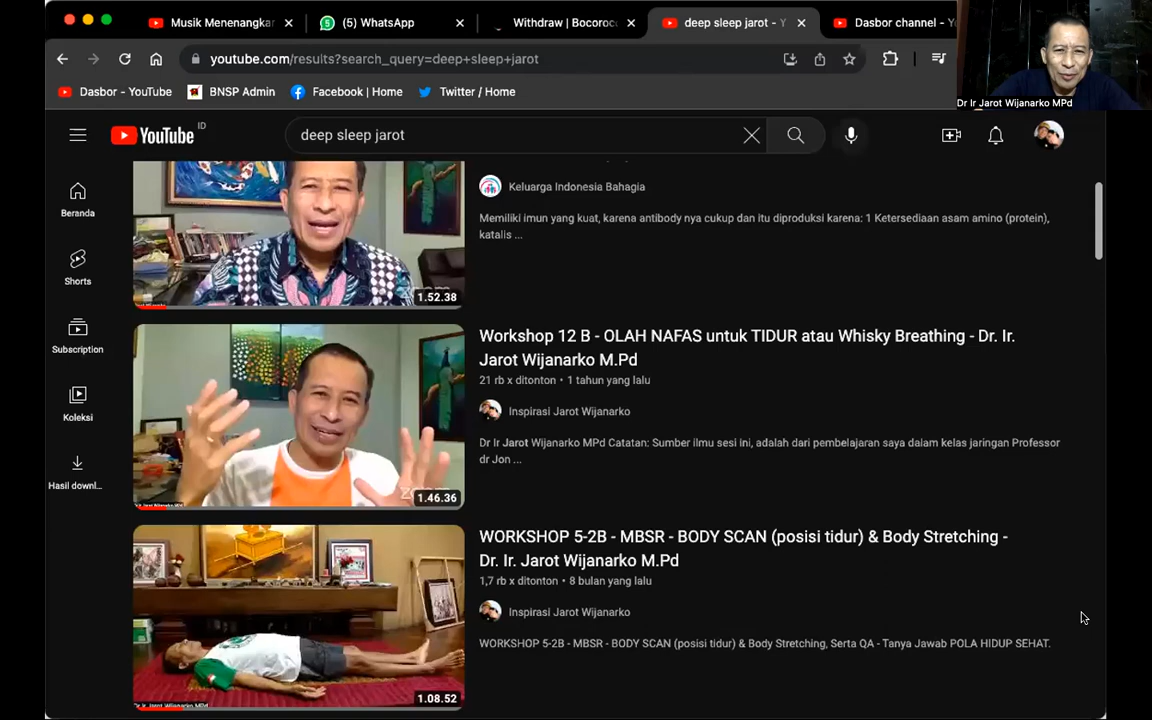 Musik Menenangkan
(5) WhatsApp
Withdraw | Bocoroco
deep sleep jarot - Y
Dasbor channel - Yo
youtube.com/results?search_query=deep+sleep+jarot
Dr Ir Jarot Wijanarko MPd
Dasbor - YouTube
BNSP Admin
Facebook | Home
Twitter / Home
YouTube ID
deep sleep jarot
Beranda
Shorts
Subscription
Koleksi
Hasil downl...
1.52.38
Keluarga Indonesia Bahagia
Memiliki imun yang kuat, karena antibody nya cukup dan itu diproduksi karena: 1 Ketersediaan asam amino (protein),
katalis ...
1.46.36
Workshop 12 B - OLAH NAFAS untuk TIDUR atau Whisky Breathing - Dr. Ir.
Jarot Wijanarko M.Pd
21 rb x ditonton • 1 tahun yang lalu
Inspirasi Jarot Wijanarko
Dr Ir Jarot Wijanarko MPd Catatan: Sumber ilmu sesi ini, adalah dari pembelajaran saya dalam kelas jaringan Professor
dr Jon ...
1.08.52
Dr Ir Jarot Wijanarko MPd
WORKSHOP 5-2B - MBSR - BODY SCAN (posisi tidur) & Body Stretching -
Dr. Ir. Jarot Wijanarko M.Pd
1,7 rb x ditonton • 8 bulan yang lalu
Inspirasi Jarot Wijanarko
WORKSHOP 5-2B - MBSR - BODY SCAN (posisi tidur) & Body Stretching, Serta QA - Tanya Jawab POLA HIDUP SEHAT.